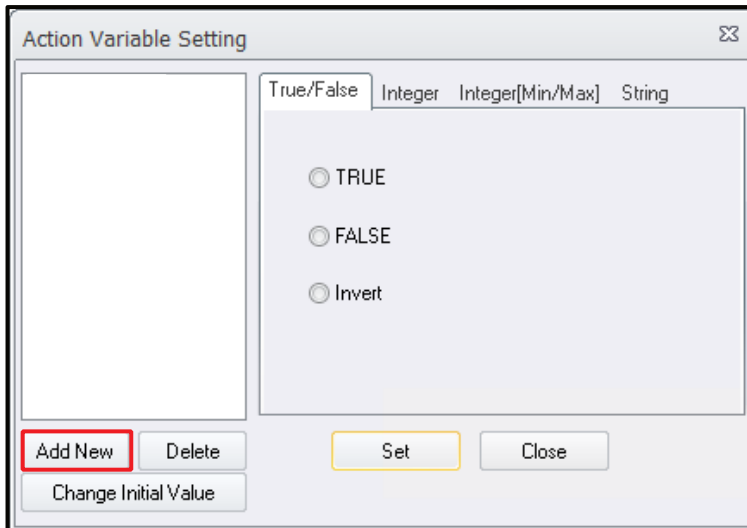 Action Variable Setting
True/False Integer Integer[Min/Max] String
TRUE
FALSE
Invert
Add New Delete Set Close
Change Initial Value